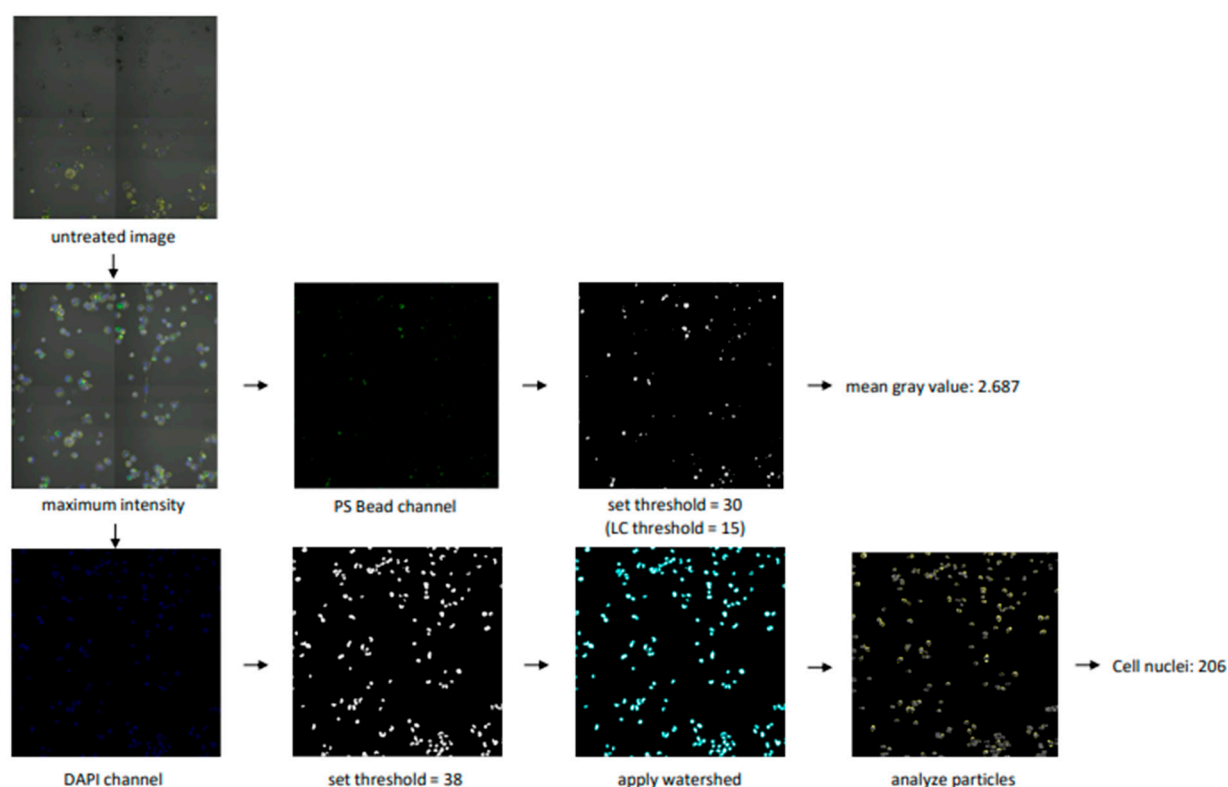 untreated image
mean gray value: 2.687
maximum intensity
PS Bead channel
set threshold = 30
(LC threshold = 15)
Cell nuclei: 206
DAPI channel
set threshold = 38
apply watershed
analyze particles